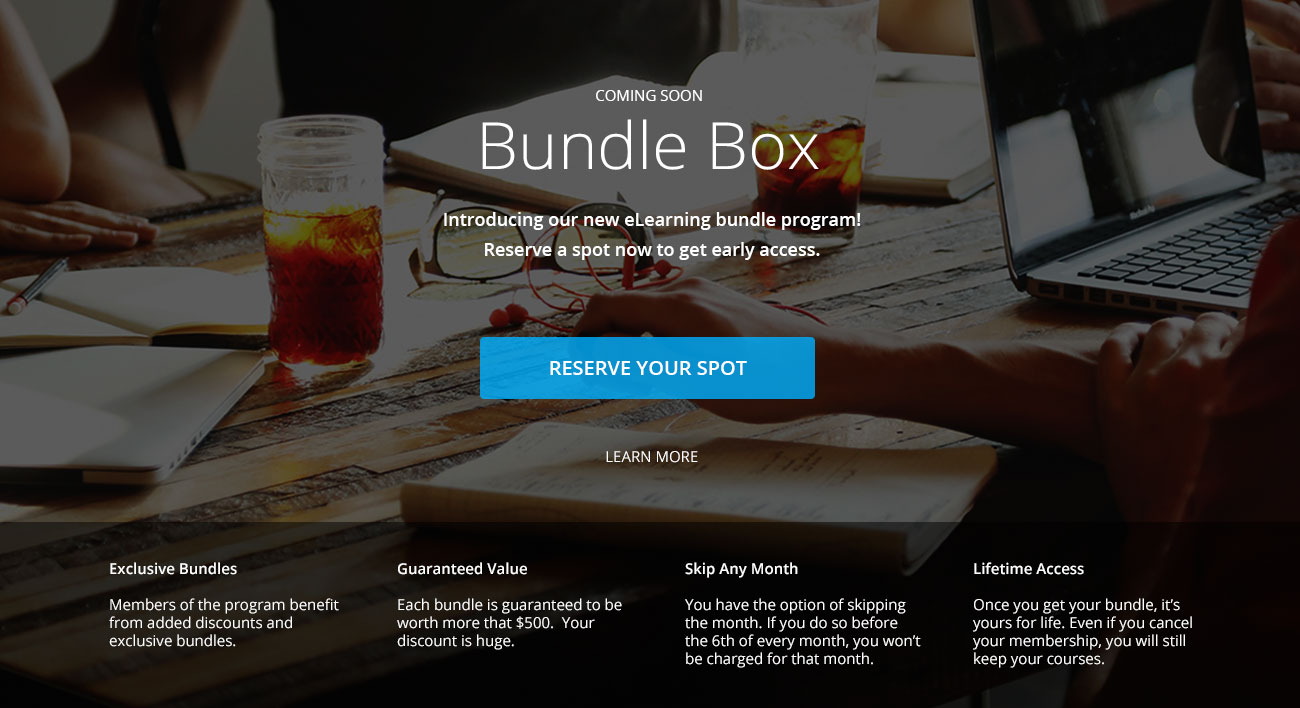 COMING SOON
Bundle Box
Introducing our new eLearning bundle program!
Reserve a spot now to get early access.
RESERVE YOUR SPOT
LEARN MORE
Exclusive Bundles
Members of the program benefit
from added discounts and
exclusive bundles.
Guaranteed Value
Each bundle is guaranteed to be
worth more that $500.  Your
discount is huge.
Skip Any Month
You have the option of skipping
the month. If you do so before
the 6th of every month, you won’t
be charged for that month.
Lifetime Access
Once you get your bundle, it’s
yours for life. Even if you cancel
your membership, you will still
keep your courses.